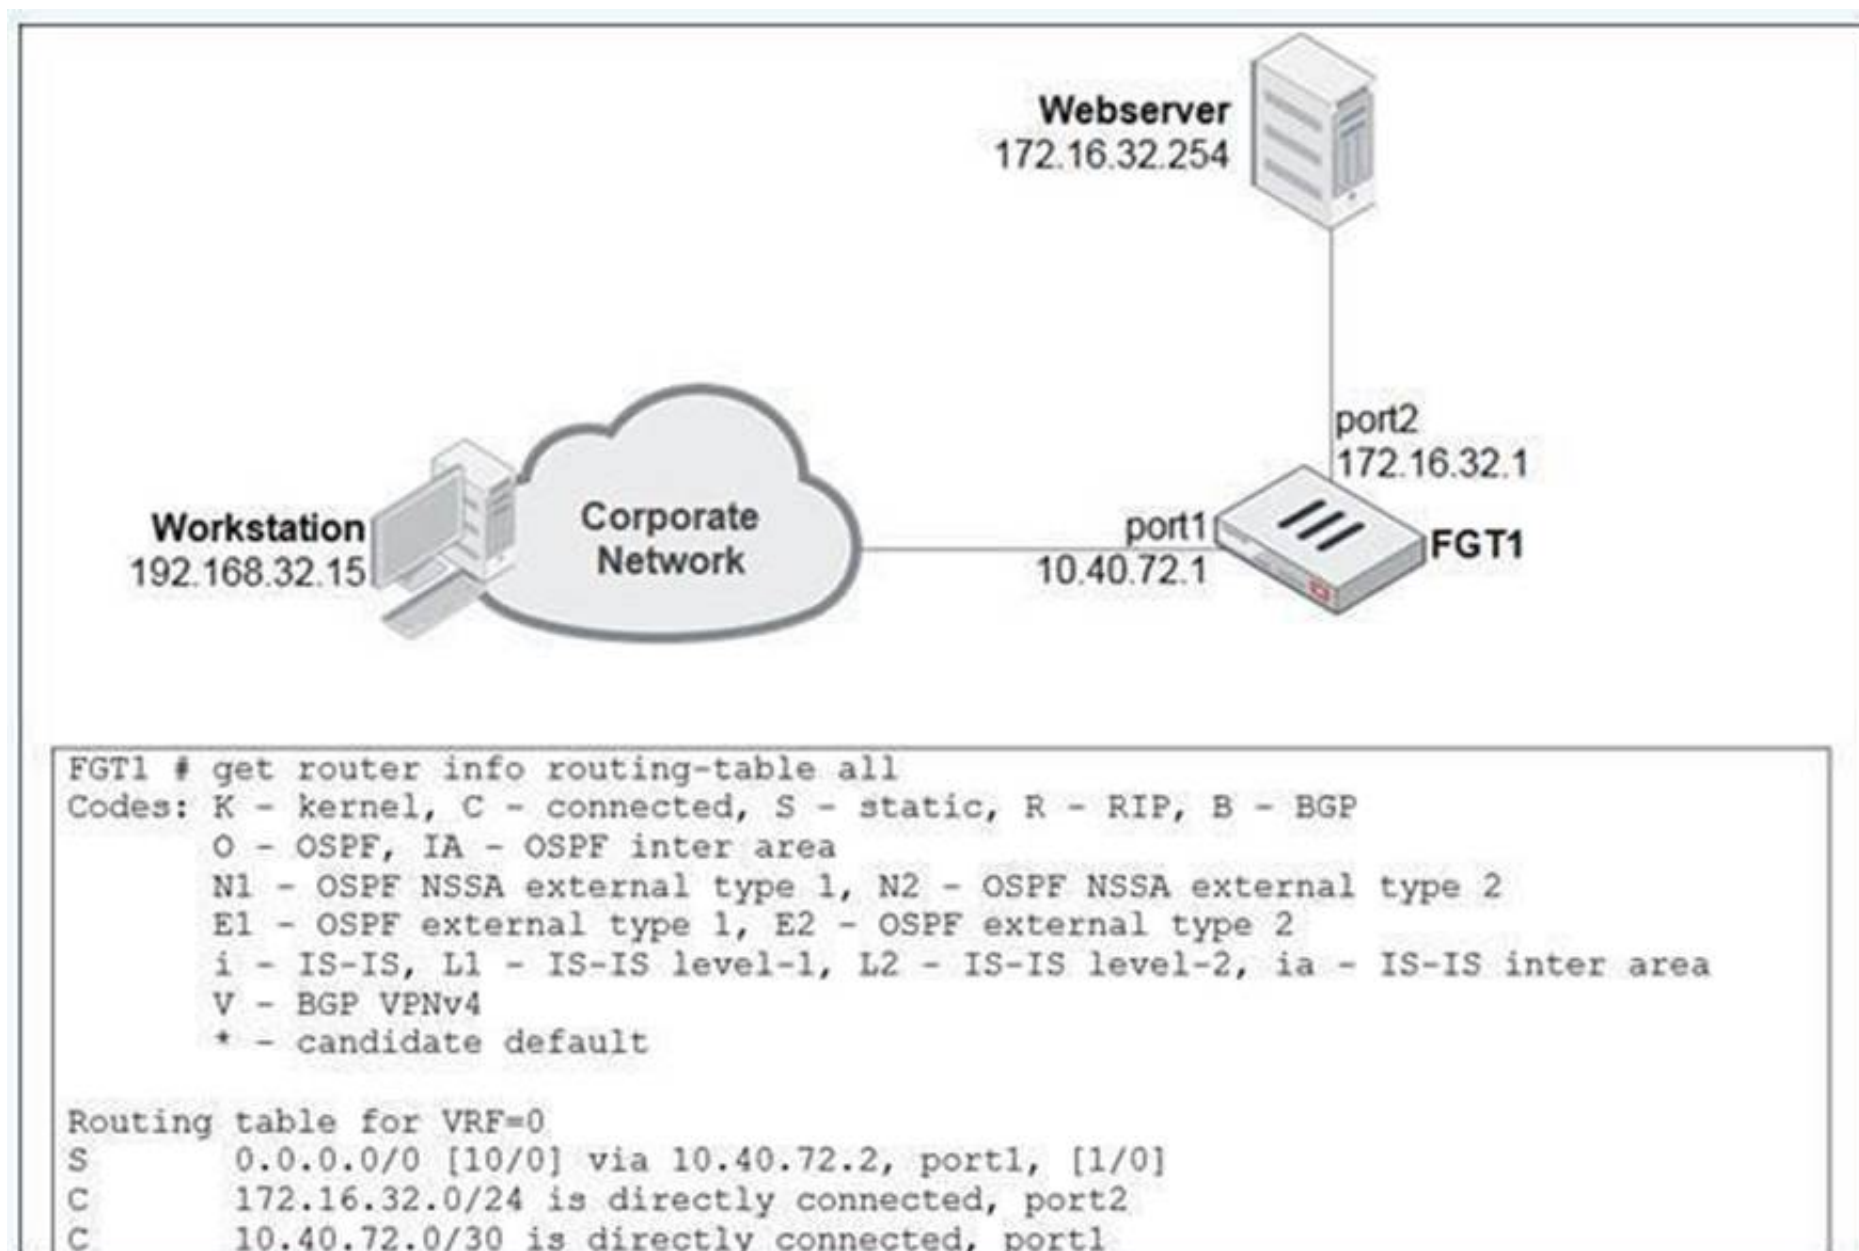 Webserver
172.16.32.254
port2
172.16.32.1
Workstation
192.168.32.15
Corporate
Network
port1
10.40.72.1
FGT1
FGT1 # get router info routing-table all
Codes: K - kernel, C - connected, S - static, R - RIP, B - BGP
O - OSPF, IA - OSPF inter area
N1 - OSPF NSSA external type 1, N2 - OSPF NSSA external type 2
E1 - OSPF external type 1, E2 - OSPF external type 2
i - IS-IS, L1 - IS-IS level-1, L2 - IS-IS level-2, ia - IS-IS inter area
V - BGP VPNv4
* - candidate default
Routing table for VRF=0
S 0.0.0.0/0 [10/0] via 10.40.72.2, port1, [1/0]
C 172.16.32.0/24 is directly connected, port2
C 10.40.72.0/30 is directly connected, port1